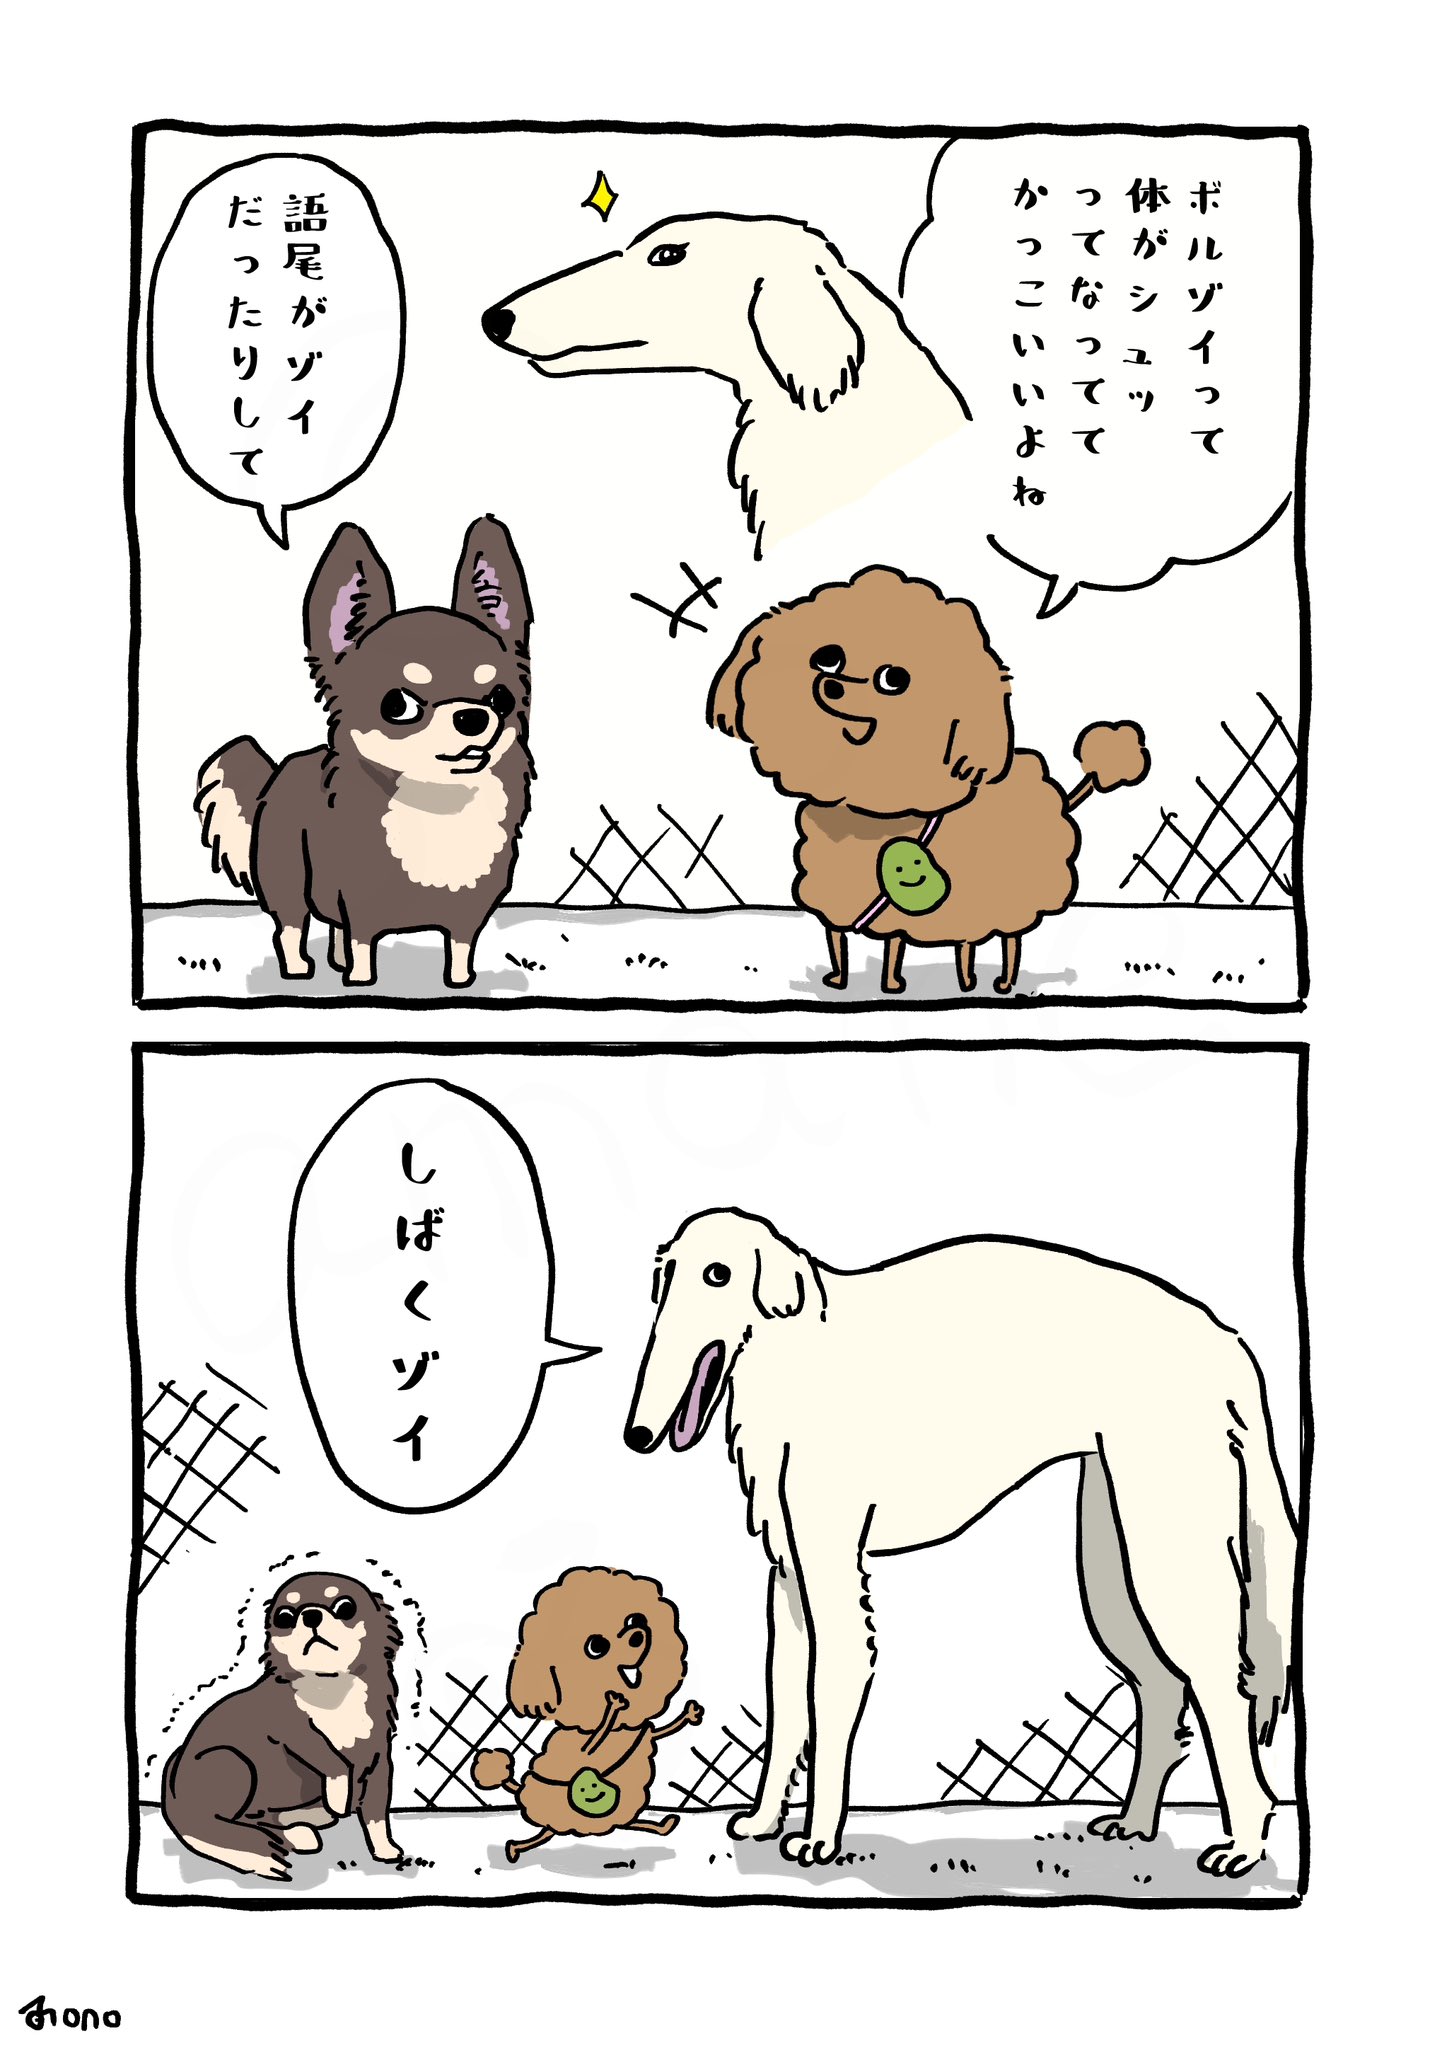 ボルゾイって
体がシュッ
ってなってて
かっこいいよね
語尾がゾイ
だったりして
しばくゾイ